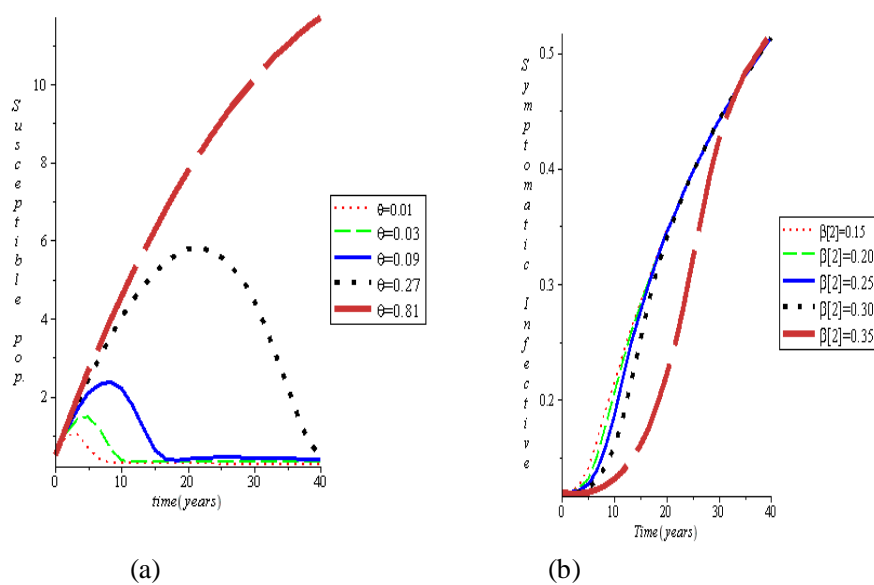 Susceptible pop.
10
8
6
4
2
0
10
20
30
40
time(years)
θ=0.01
θ=0.03
θ=0.09
θ=0.27
θ=0.81
(a)
Symptomatic Infective
0.5
0.4
0.3
0.2
0
10
20
30
40
Time(years)
β[2]=0.15
β[2]=0.20
β[2]=0.25
β[2]=0.30
β[2]=0.35
(b)